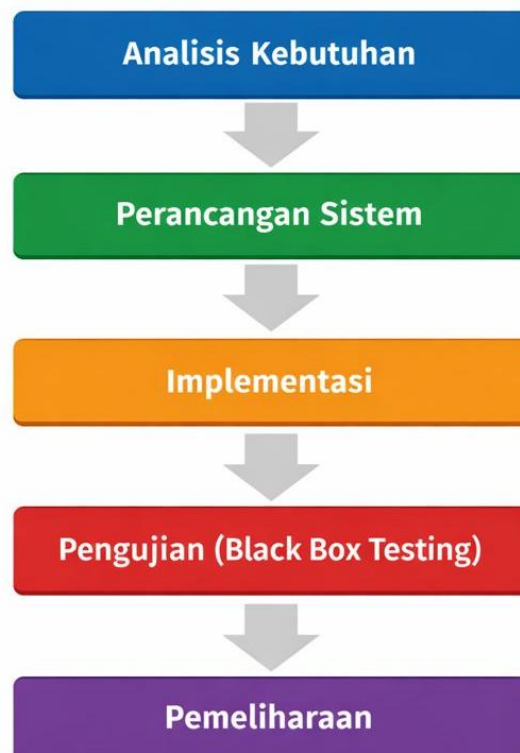 Analisis Kebutuhan
Perancangan Sistem
Implementasi
Pengujian (Black Box Testing)
Pemeliharaan